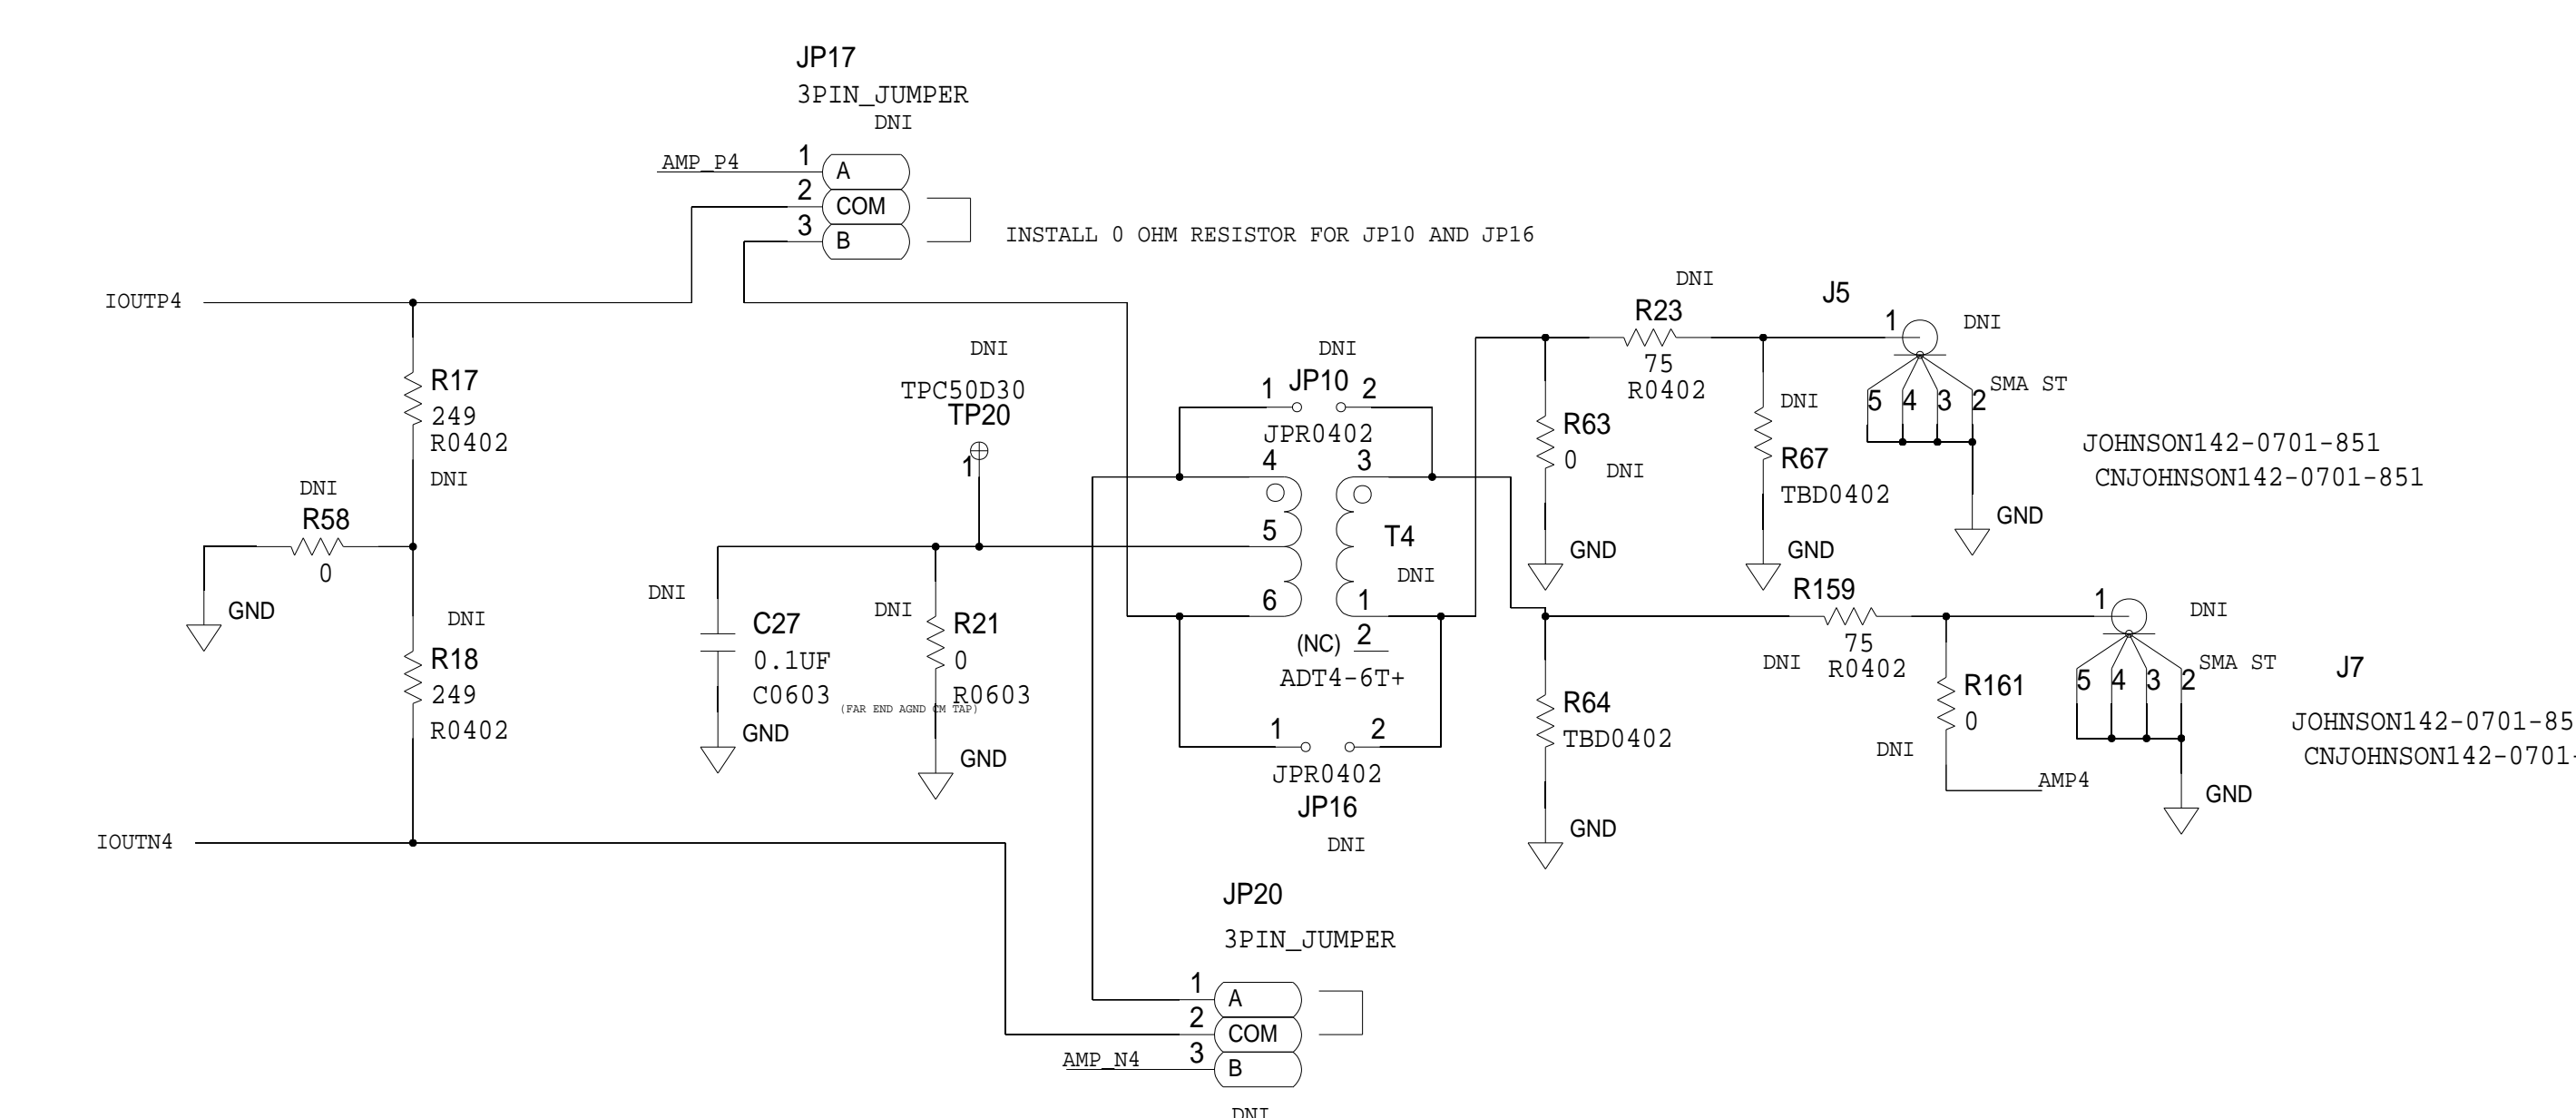 JP17
3PIN_JUMPER
DNI
AMP_P4
1
A
2
COM
3
B
INSTALL 0 OHM RESISTOR FOR JP10 AND JP16
IOUTP4
R17
249
R0402
DNI
DNI
R58
0
GND
DNI
R18
249
R0402
IOUTN4
DNI
TPC50D30
TP20
1
DNI
C27
0.1UF
C0603
GND
DNI
R21
0
R0603
(FAR END AGND CM TAP)
GND
DNI
1
JP10
2
JPR0402
4
3
5
T4
DNI
6
1
(NC)
2
ADT4-6T+
1
2
JPR0402
JP16
DNI
DNI
R23
75
R0402
R63
0
DNI
GND
DNI
R67
TBD0402
GND
J5
1
DNI
SMA ST
5
4
3
2
GND
JOHNSON142-0701-851
CNJOHNSON142-0701-851
R64
TBD0402
GND
R159
75
R0402
DNI
R161
0
DNI
AMP4
1
DNI
SMA ST
5
4
3
2
GND
J7
JOHNSON142-0701-85
CNJOHNSON142-0701-
JP20
3PIN_JUMPER
1
A
2
COM
AMP_N4
3
B
DNI